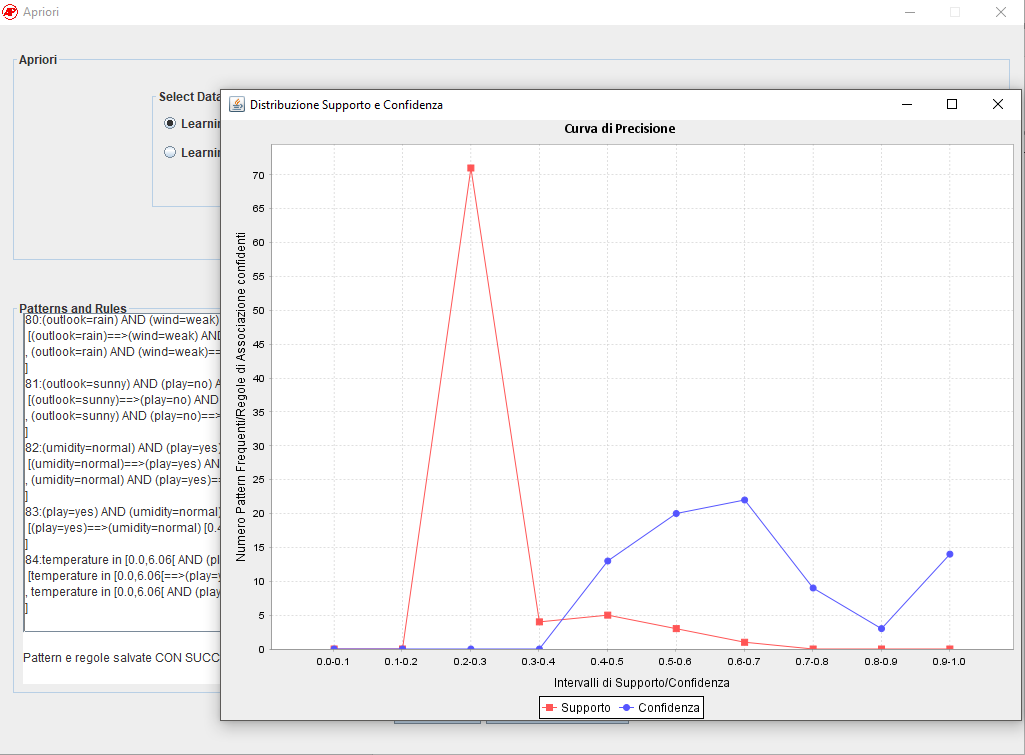 Apriori
Apriori
Select Data
Learnin
Learnin
Patterns and Rules
80:(outlook=rain) AND (wind=weak)
[(outlook=rain)==>(wind=weak) AND
, (outlook=rain) AND (wind=weak)==
]
81:(outlook=sunny) AND (play=no) A
[(outlook=sunny)==>(play=no) AND
, (outlook=sunny) AND (play=no)==>
]
82:(umidity=normal) AND (play=yes)
[(umidity=normal)==>(play=yes) AN
, (umidity=normal) AND (play=yes)=
]
83:(play=yes) AND (umidity=normal)
[(play=yes)==>(umidity=normal) [0.4
]
84:temperature in [0.0,6.06[ AND (pl
[temperature in [0.0,6.06[==>(play=y
, temperature in [0.0,6.06[ AND (play
]
Pattern e regole salvate CON SUCC
Distribuzione Supporto e Confidenza
Curva di Precisione
Numero Pattern Frequenti/Regole di Associazione confidenti
70
65
60
55
50
45
40
35
30
25
20
15
10
5
0
0.0-0.1 0.1-0.2 0.2-0.3 0.3-0.4 0.4-0.5 0.5-0.6 0.6-0.7 0.7-0.8 0.8-0.9 0.9-1.0
Intervalli di Supporto/Confidenza
Supporto Confidenza